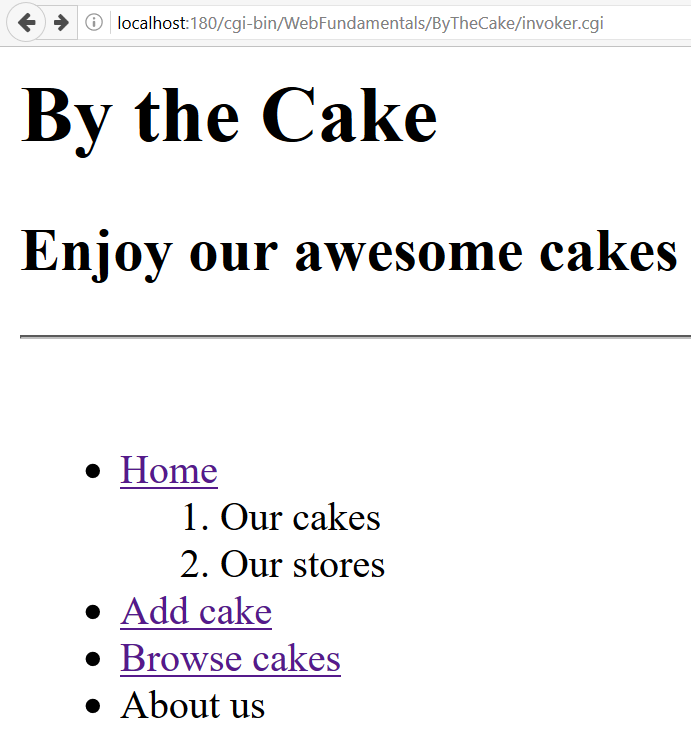 localhost:180/cgi-bin/WebFundamentals/ByTheCake/invoker.cgi
By the Cake
Enjoy our awesome cakes
Home
1. Our cakes
2. Our stores
Add cake
Browse cakes
About us